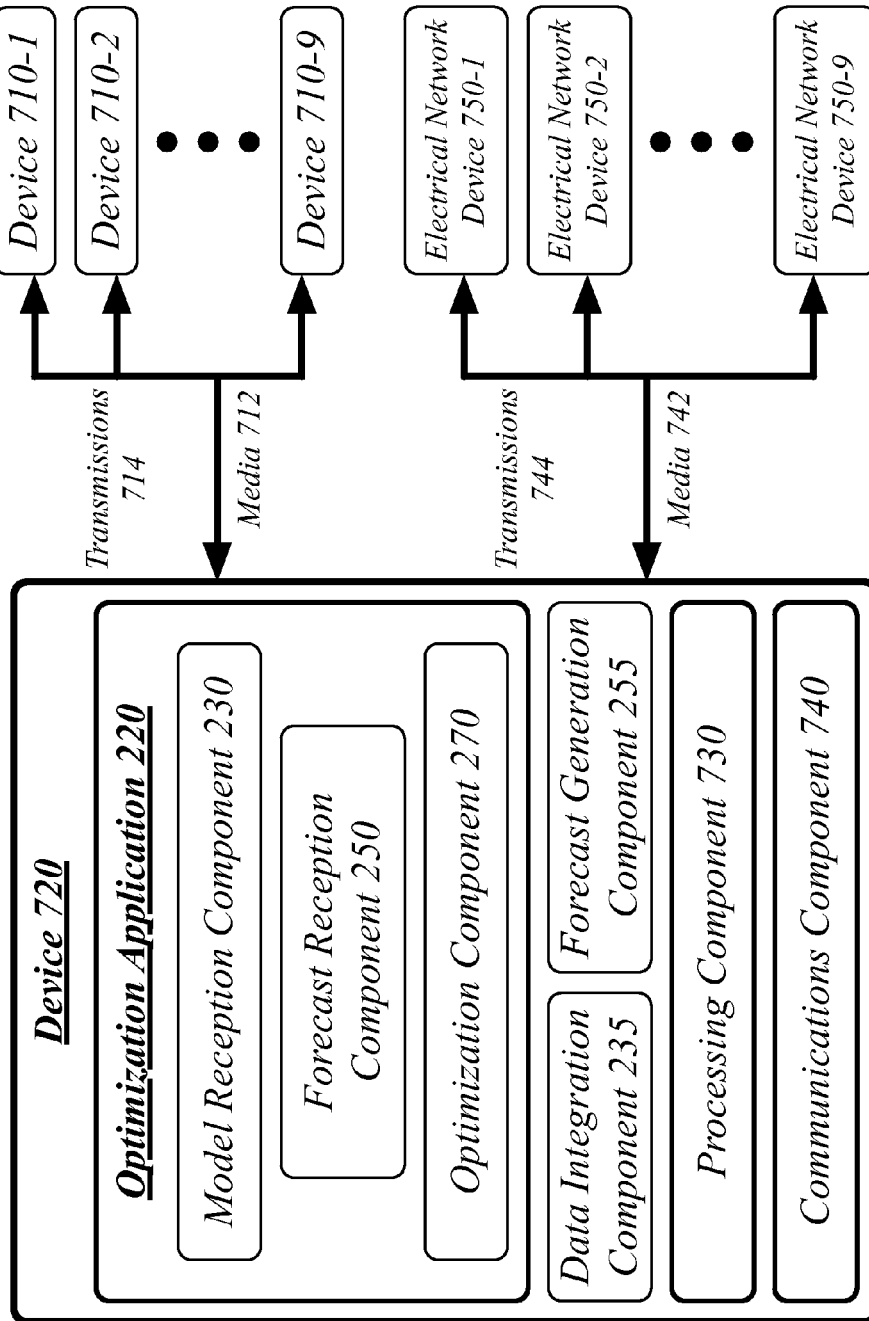 Device 720
Optimization Application 220
Model Reception Component 230
Forecast Reception
Component 250
Optimization Component 270
Data Integration
Component 235
Forecast Generation
Component 255
Processing Component 730
Communications Component 740
Transmissions
714
Media 712
Transmissions
744
Media 742
Device 710-1
Device 710-2
Device 710-9
Electrical Network
Device 750-1
Electrical Network
Device 750-2
Electrical Network
Device 750-9